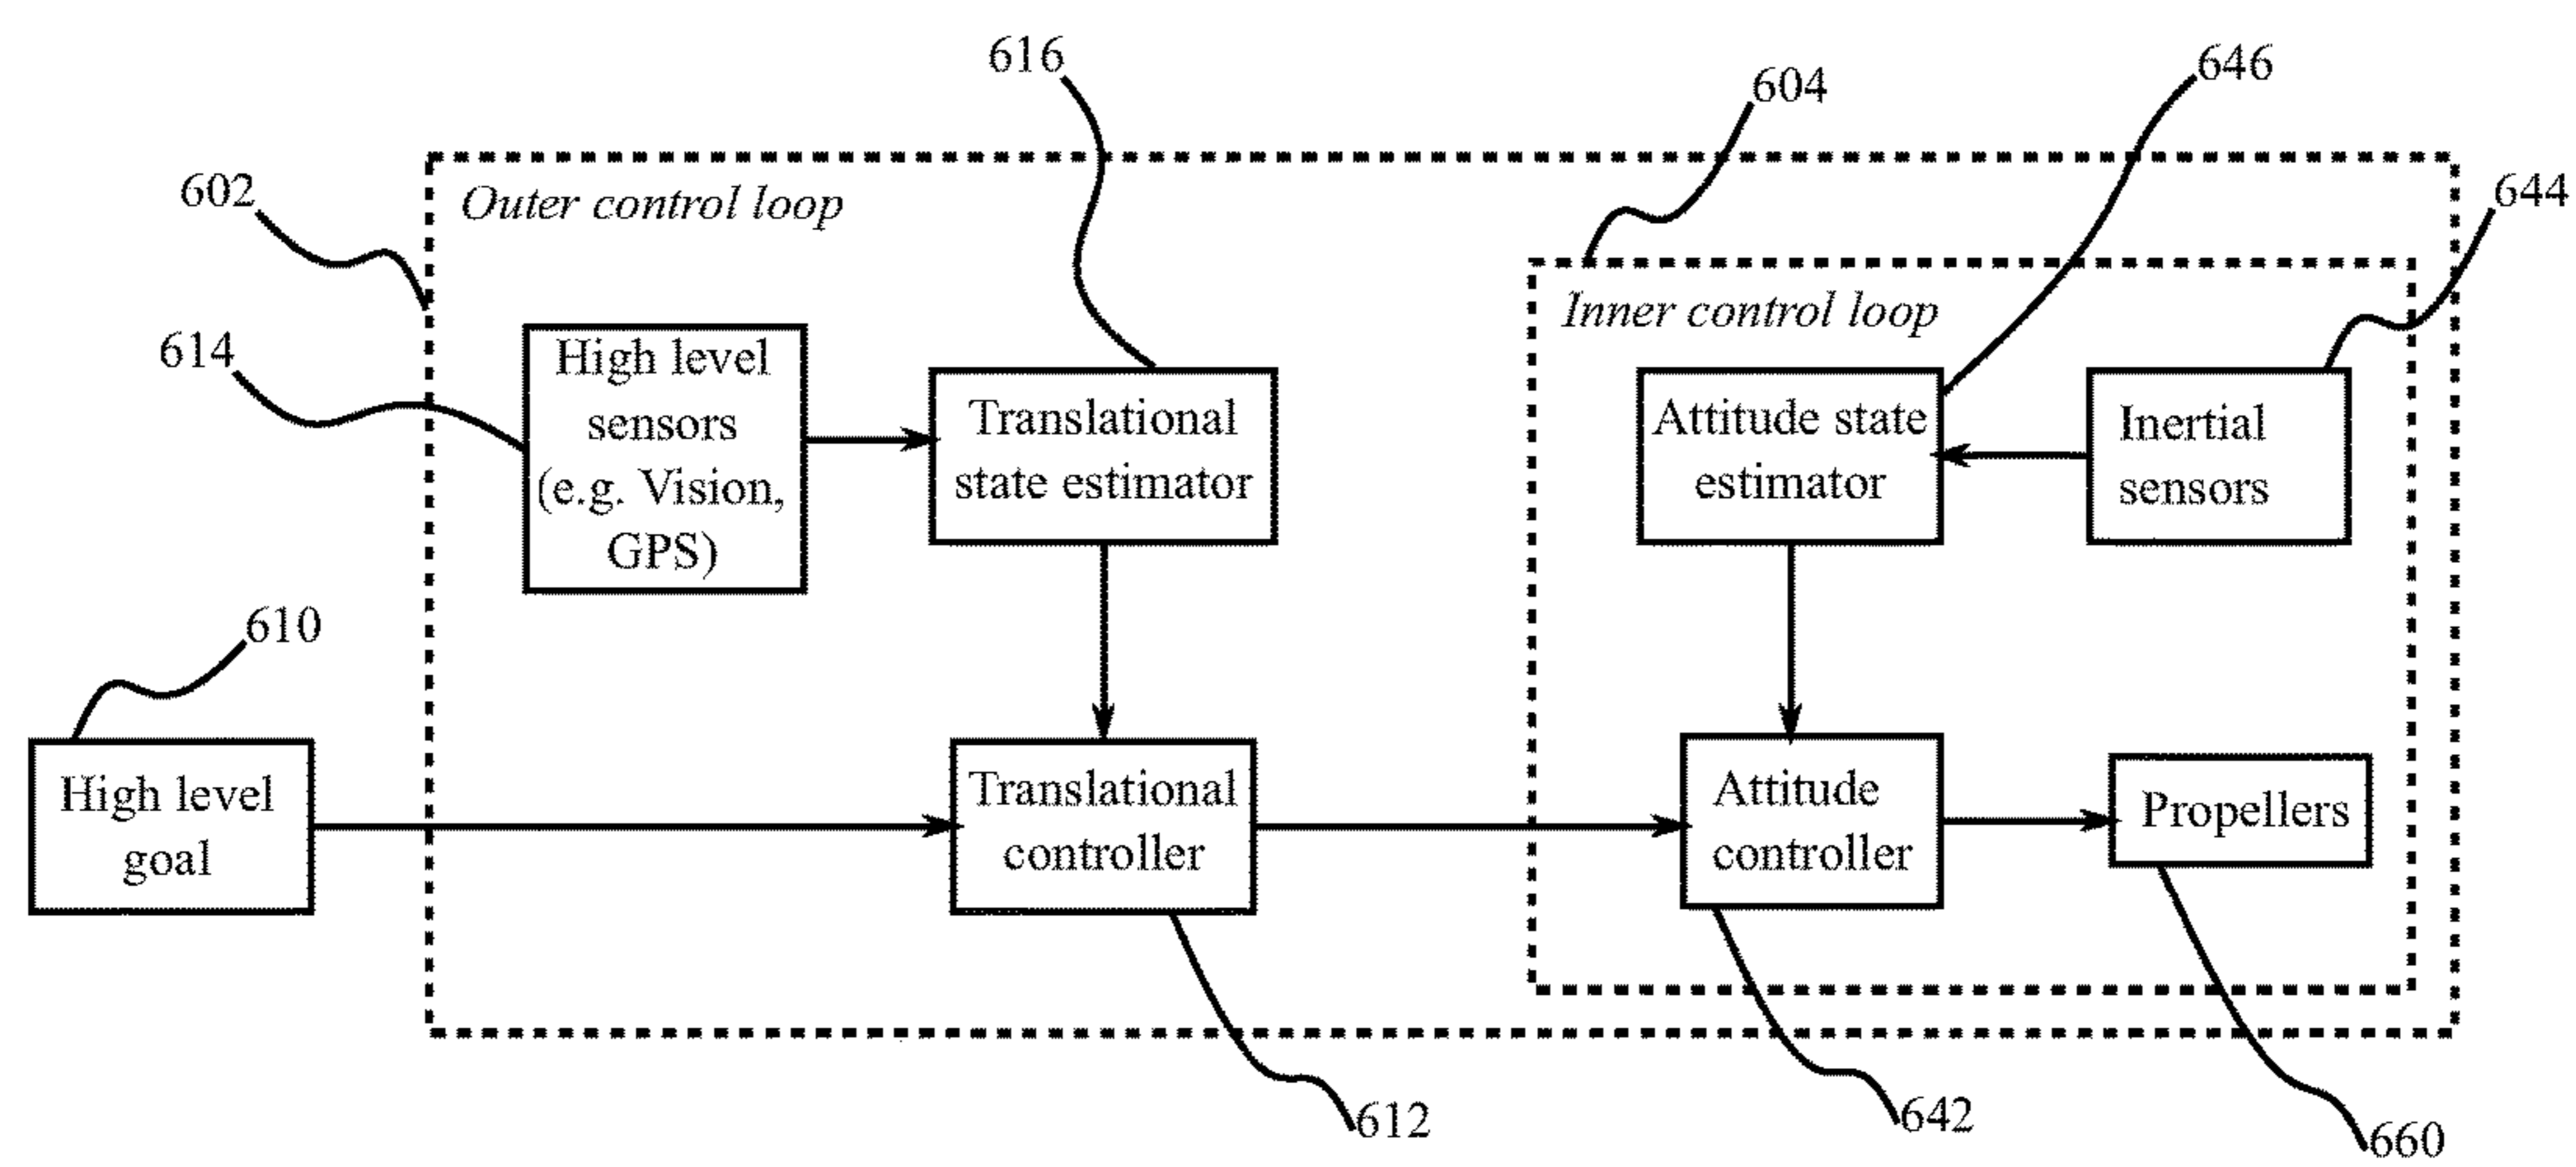 616
646
604
602
644
Outer control loop
Inner control loop
614
High level
sensors
(e.g. Vision,
GPS)
Translational
state estimator
Attitude state
estimator
Inertial
sensors
610
High level
goal
Translational
controller
Attitude
controller
Propellers
612
642
660